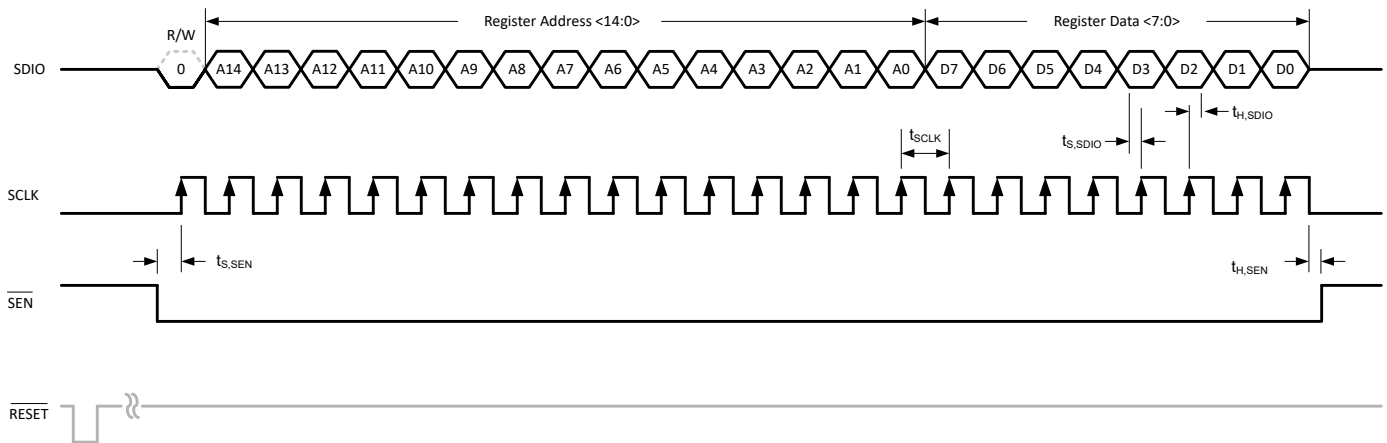 Register Address <14:0> Register Data <7:0>
R/W
SDIO 0 A14 A13 A12 A11 A10 A9 A8 A7 A6 A5 A4 A3 A2 A1 A0 D7 D6 D5 D4 D3 D2 D1 D0
tH,SDIO
tSCLK tS,SDIO
SCLK
tS,SEN tH,SEN
SEN
RESET